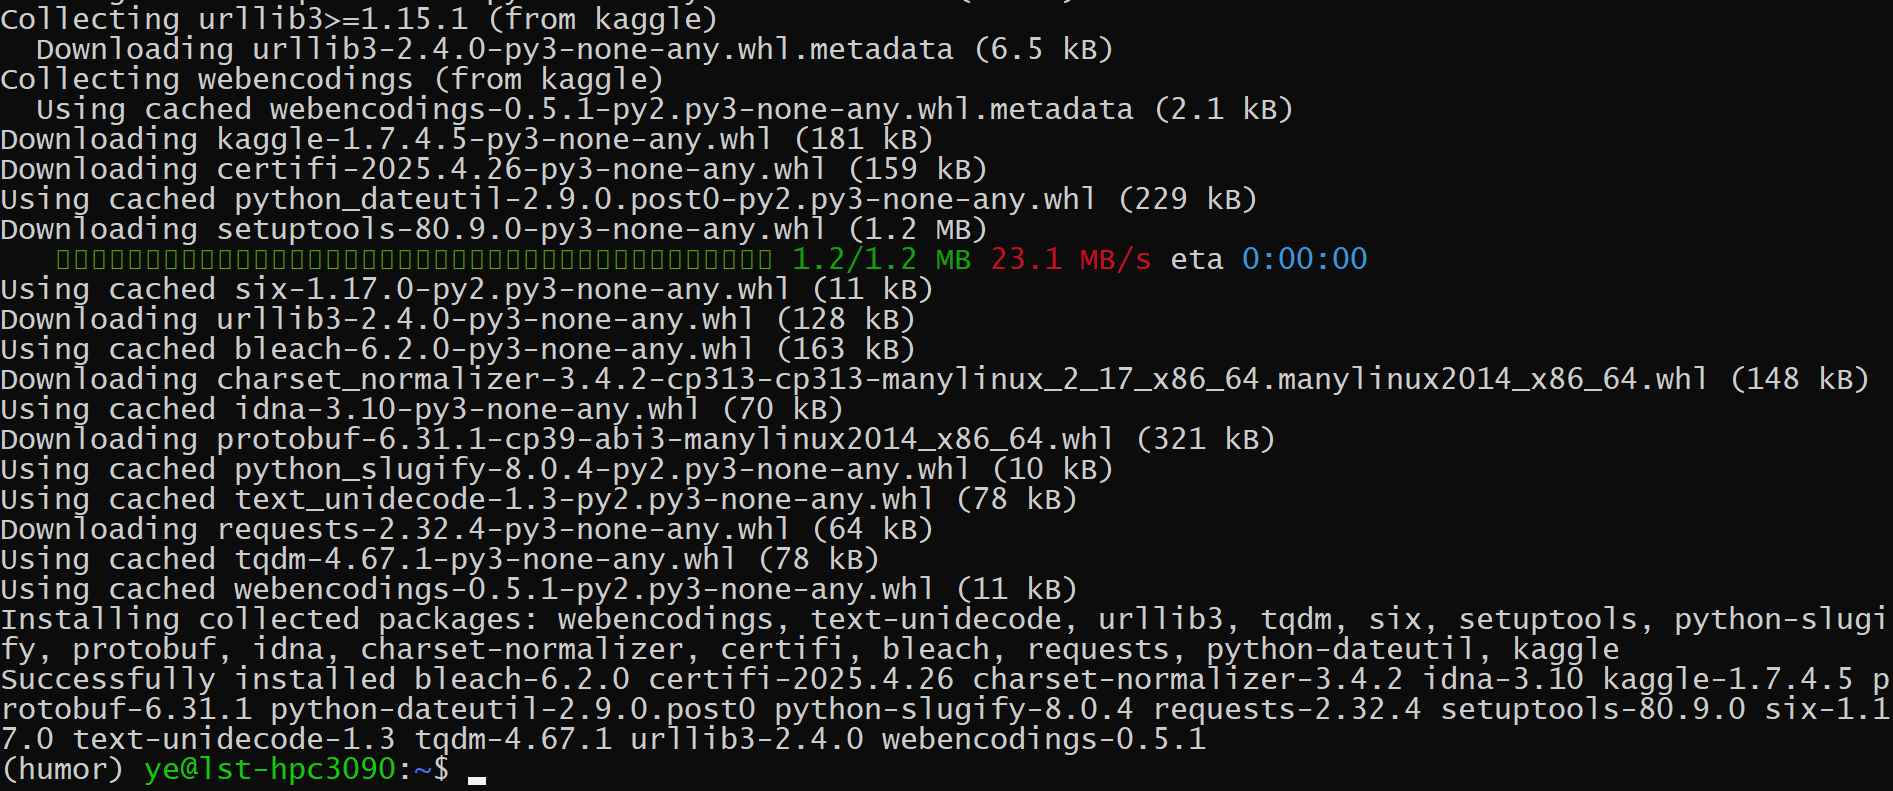 Collecting urllib3>=1.15.1 (from kaggle)
  Downloading urllib3-2.4.0-py3-none-any.whl.metadata (6.5 kB)
Collecting webencodings (from kaggle)
  Using cached webencodings-0.5.1-py2.py3-none-any.whl.metadata (2.1 kB)
Downloading kaggle-1.7.4.5-py3-none-any.whl (181 kB)
Downloading certifi-2025.4.26-py3-none-any.whl (159 kB)
Using cached python_dateutil-2.9.0.post0-py2.py3-none-any.whl (229 kB)
Downloading setuptools-80.9.0-py3-none-any.whl (1.2 MB)
1.2/1.2 MB 23.1 MB/s eta 0:00:00
Using cached six-1.17.0-py2.py3-none-any.whl (11 kB)
Downloading urllib3-2.4.0-py3-none-any.whl (128 kB)
Using cached bleach-6.2.0-py3-none-any.whl (163 kB)
Downloading charset_normalizer-3.4.2-cp313-cp313-manylinux_2_17_x86_64.manylinux2014_x86_64.whl (148 kB)
Using cached idna-3.10-py3-none-any.whl (70 kB)
Downloading protobuf-6.31.1-cp39-abi3-manylinux2014_x86_64.whl (321 kB)
Using cached python_slugify-8.0.4-py2.py3-none-any.whl (10 kB)
Using cached text_unidecode-1.3-py2.py3-none-any.whl (78 kB)
Downloading requests-2.32.4-py3-none-any.whl (64 kB)
Using cached tqdm-4.67.1-py3-none-any.whl (78 kB)
Using cached webencodings-0.5.1-py2.py3-none-any.whl (11 kB)
Installing collected packages: webencodings, text-unidecode, urllib3, tqdm, six, setuptools, python-slugi
fy, protobuf, idna, charset-normalizer, certifi, bleach, requests, python-dateutil, kaggle
Successfully installed bleach-6.2.0 certifi-2025.4.26 charset-normalizer-3.4.2 idna-3.10 kaggle-1.7.4.5 p
rotobuf-6.31.1 python-dateutil-2.9.0.post0 python-slugify-8.0.4 requests-2.32.4 setuptools-80.9.0 six-1.1
7.0 text-unidecode-1.3 tqdm-4.67.1 urllib3-2.4.0 webencodings-0.5.1
(humor) ye@lst-hpc3090:~$